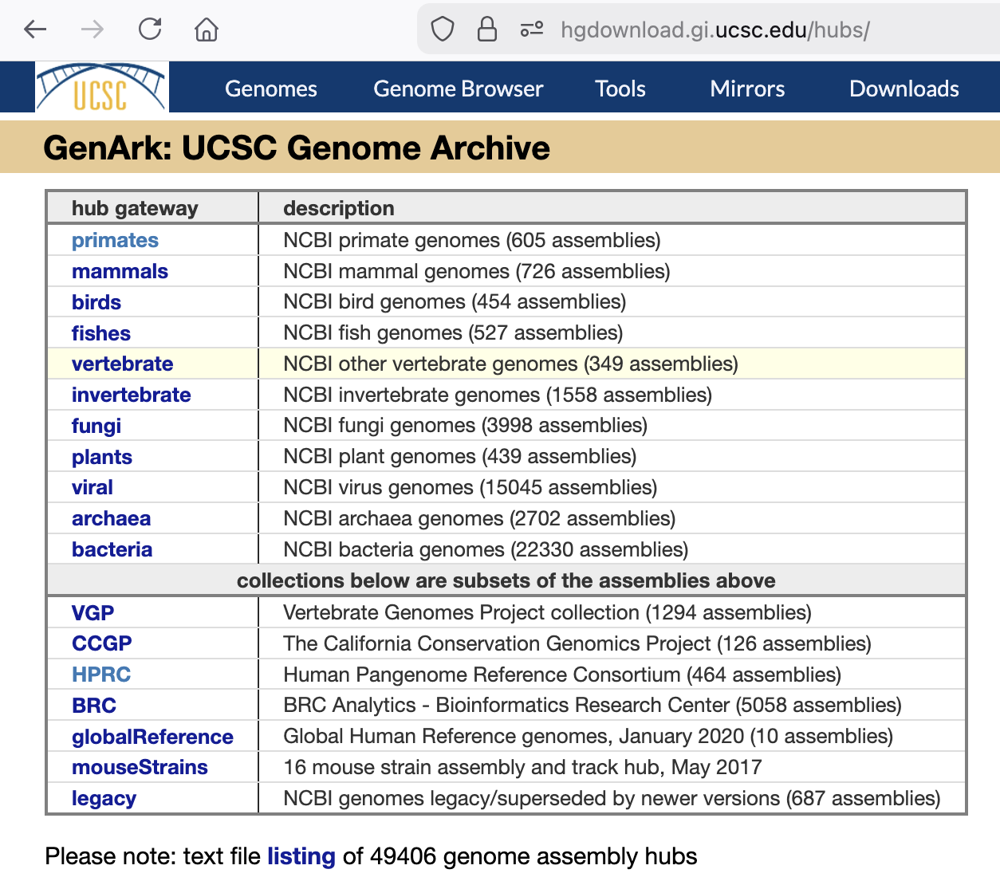 hgdownload.gi.ucsc.edu/hubs/
UCSC Genomes Genome Browser Tools Mirrors Downloads
GenArk: UCSC Genome Archive
hub gateway description
primates NCBI primate genomes (605 assemblies)
mammals NCBI mammal genomes (726 assemblies)
birds NCBI bird genomes (454 assemblies)
fishes NCBI fish genomes (527 assemblies)
vertebrate NCBI other vertebrate genomes (349 assemblies)
invertebrate NCBI invertebrate genomes (1558 assemblies)
fungi NCBI fungi genomes (3998 assemblies)
plants NCBI plant genomes (439 assemblies)
viral NCBI virus genomes (15045 assemblies)
archaea NCBI archaea genomes (2702 assemblies)
bacteria NCBI bacteria genomes (22330 assemblies)
collections below are subsets of the assemblies above
VGP Vertebrate Genomes Project collection (1294 assemblies)
CCGP The California Conservation Genomics Project (126 assemblies)
HPRC Human Pangenome Reference Consortium (464 assemblies)
BRC BRC Analytics - Bioinformatics Research Center (5058 assemblies)
globalReference Global Human Reference genomes, January 2020 (10 assemblies)
mouseStrains 16 mouse strain assembly and track hub, May 2017
legacy NCBI genomes legacy/superseded by newer versions (687 assemblies)
Please note: text file listing of 49406 genome assembly hubs